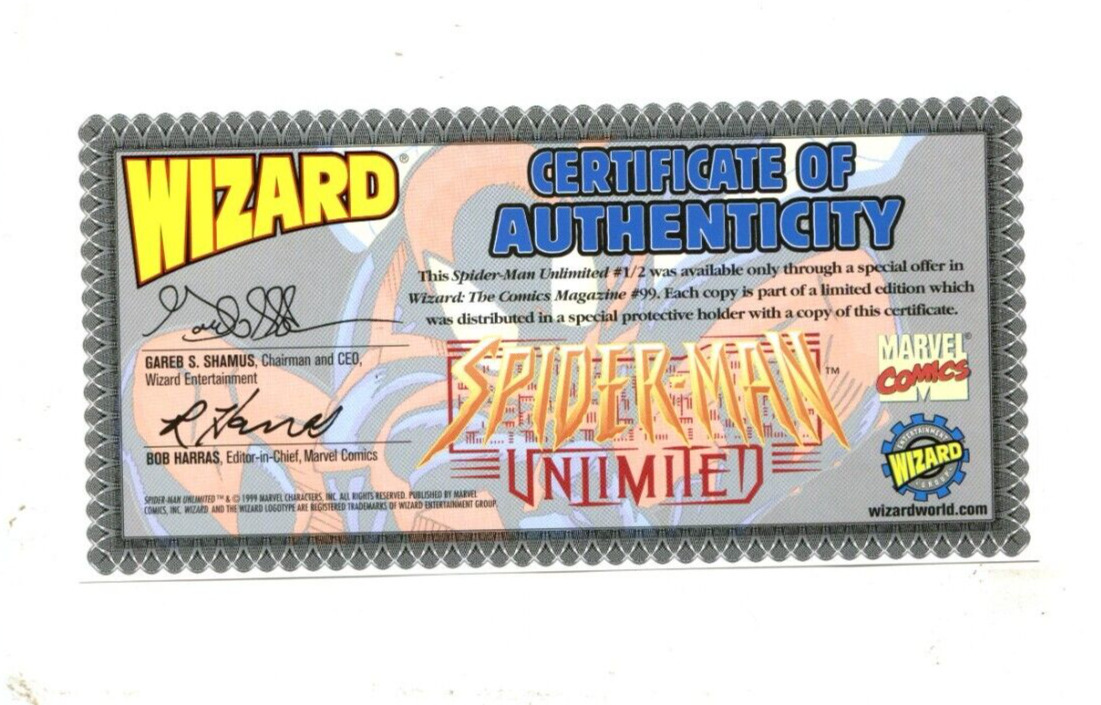 WIZARD®
CERTIFICATE OF
AUTHENTICITY
This Spider-Man Unlimited #1/2 was available only through a special offer in
Wizard: The Comics Magazine #99. Each copy is part of a limited edition which
was distributed in a special protective holder with a copy of this certificate.
GAREB S. SHAMUS, Chairman and CEO,
Wizard Entertainment
R Harras
BOB HARRAS, Editor-in-Chief, Marvel Comics
SPIDER-MAN UNLIMITED ™ & © 1999 MARVEL CHARACTERS, INC. ALL RIGHTS RESERVED. PUBLISHED BY MARVEL
COMICS, INC. WIZARD AND THE WIZARD LOGOTYPE ARE REGISTERED TRADEMARKS OF WIZARD ENTERTAINMENT GROUP.
SPIDER-MAN™
UNLIMITED
MARVEL®
COMICS
ENTERTAINMENT
WIZARD
GROUP
wizardworld.com